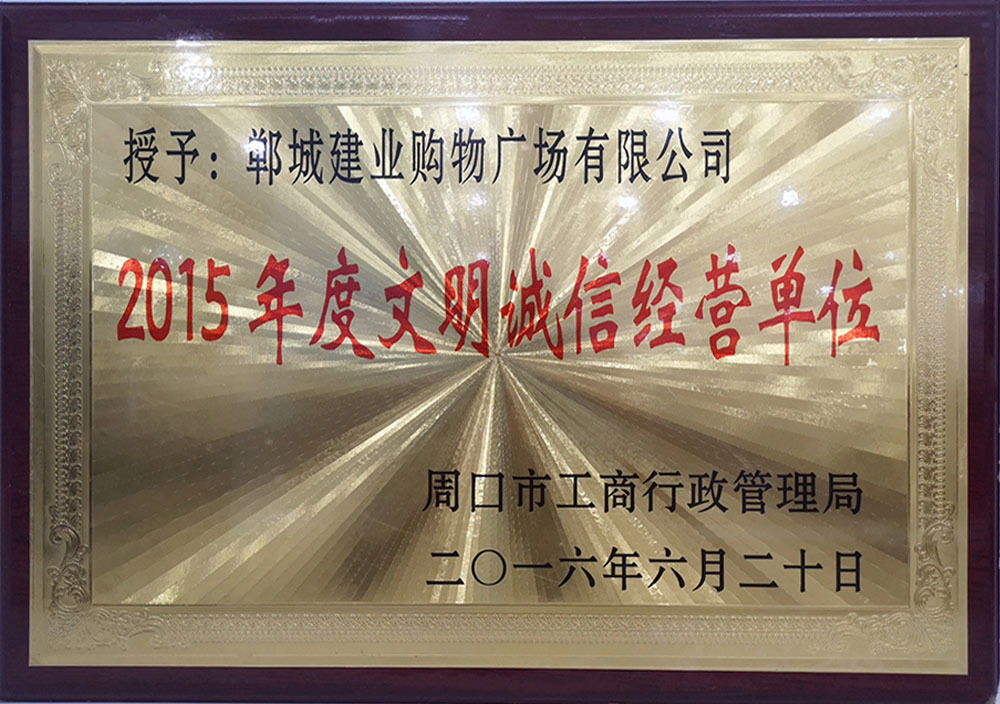 授予：郸城建业购物广场有限公司
2015年度文明诚信经营单位
周口市工商行政管理局
二〇一六年六月二十日